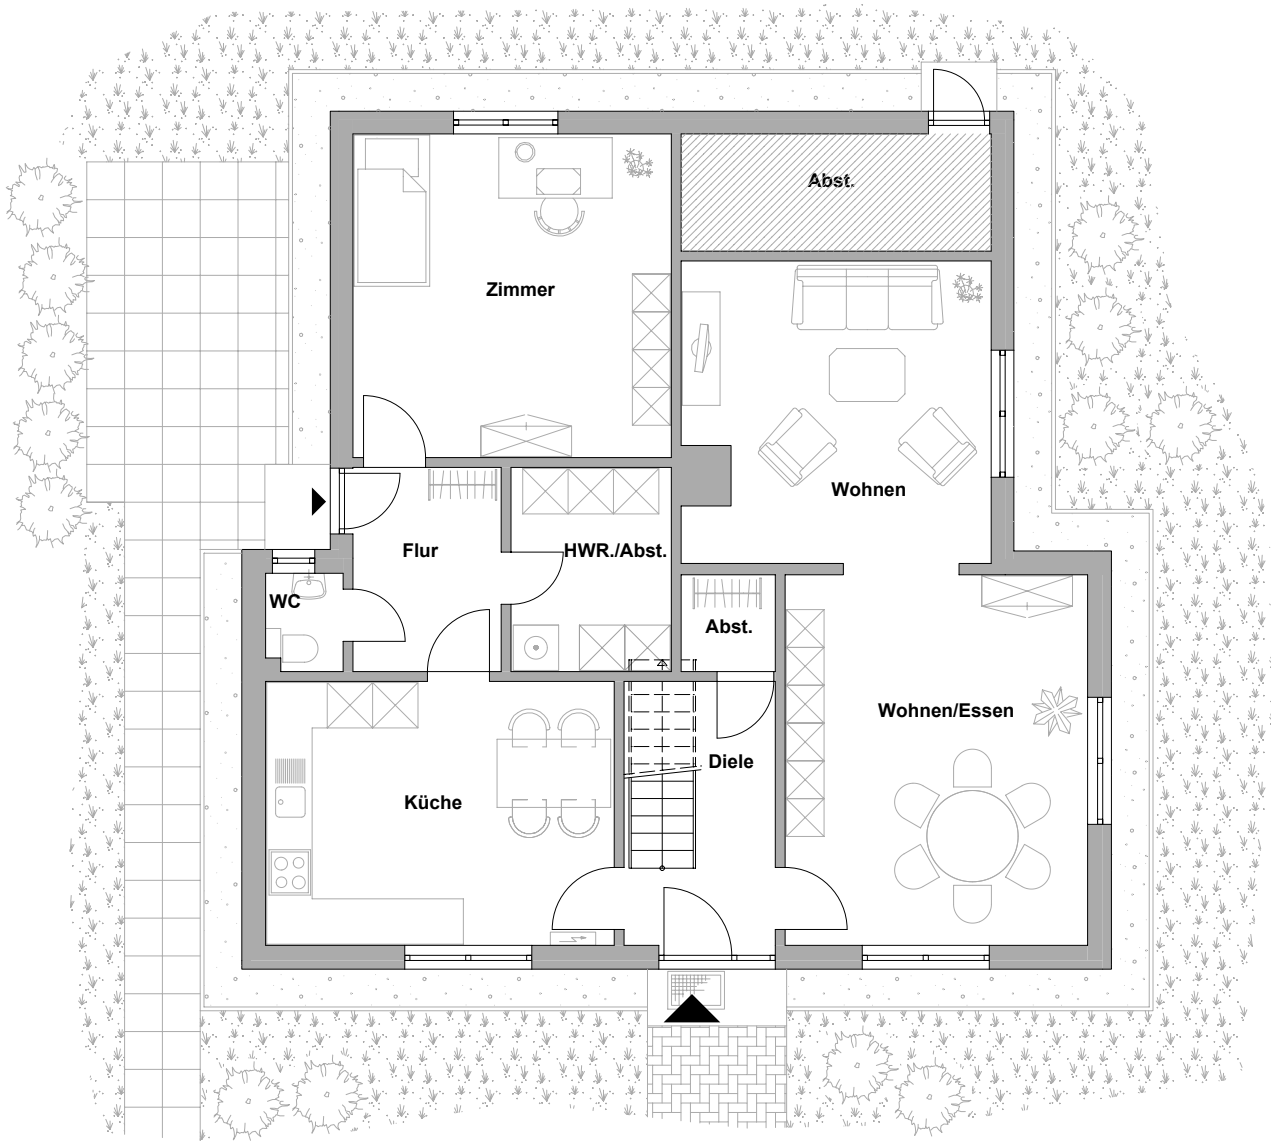 Abst.
Zimmer
Wohnen
Flur
HWR./Abst.
WC
Abst.
Wohnen/Essen
Diele
Küche